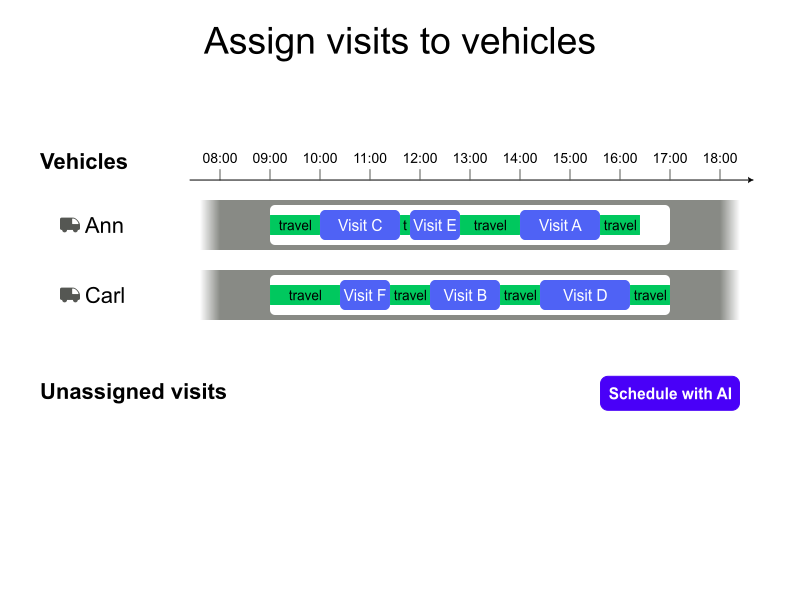 Assign visits to vehicles
Vehicles
08:00 09:00 10:00 11:00 12:00 13:00 14:00 15:00 16:00 17:00 18:00
Ann
travel Visit C t Visit E travel Visit A travel
Carl
travel Visit F travel Visit B travel Visit D travel
Unassigned visits
Schedule with AI